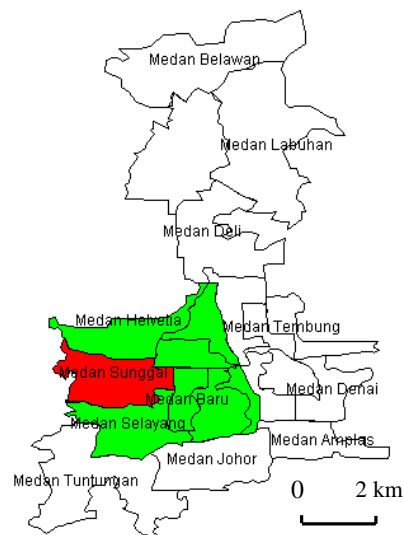 Medan Belawan
Medan Labuhan
Medan Deli
Medan Helvetia
Medan Tembung
Medan Sunggal
Medan Denai
Medan Baru
Medan Selayang
Medan Amplas
Medan Johor
Medan Tuntungan
0 2 km